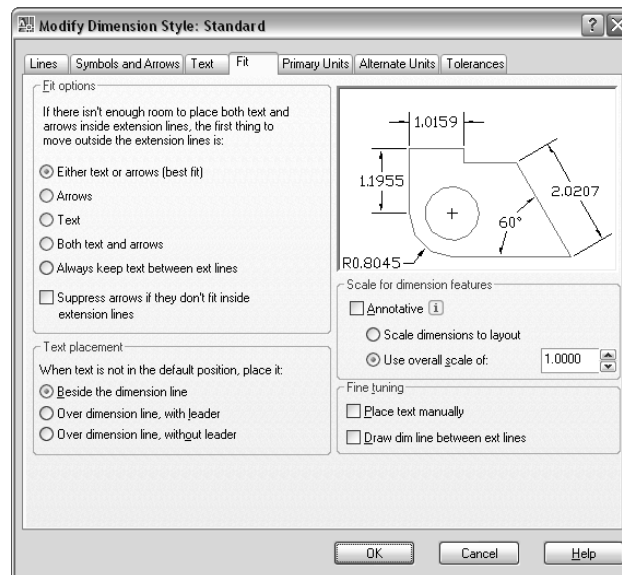 Modify Dimension Style: Standard
Lines Symbols and Arrows Text Fit Primary Units Alternate Units Tolerances
Fit options
If there isn't enough room to place both text and
arrows inside extension lines, the first thing to
move outside the extension lines is:
Either text or arrows (best fit)
Arrows
Text
Both text and arrows
Always keep text between ext lines
Suppress arrows if they don't fit inside
extension lines
Text placement
When text is not in the default position, place it:
Beside the dimension line
Over dimension line, with leader
Over dimension line, without leader
1.0159
1.1955
2.0207
60°
R0.8045
Scale for dimension features
Annotative
Scale dimensions to layout
Use overall scale of: 1.0000
Fine tuning
Place text manually
Draw dim line between ext lines
OK Cancel Help